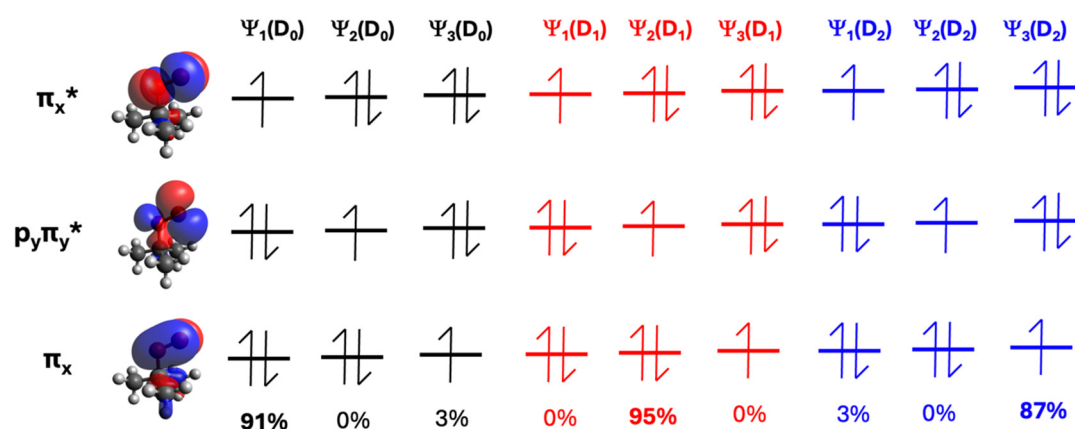 Ψ₁(D₀) Ψ₂(D₀) Ψ₃(D₀) Ψ₁(D₁) Ψ₂(D₁) Ψ₃(D₁) Ψ₁(D₂) Ψ₂(D₂) Ψ₃(D₂)
πₓ*
p_yπ_y*
πₓ
91% 0% 3% 0% 95% 0% 3% 0% 87%